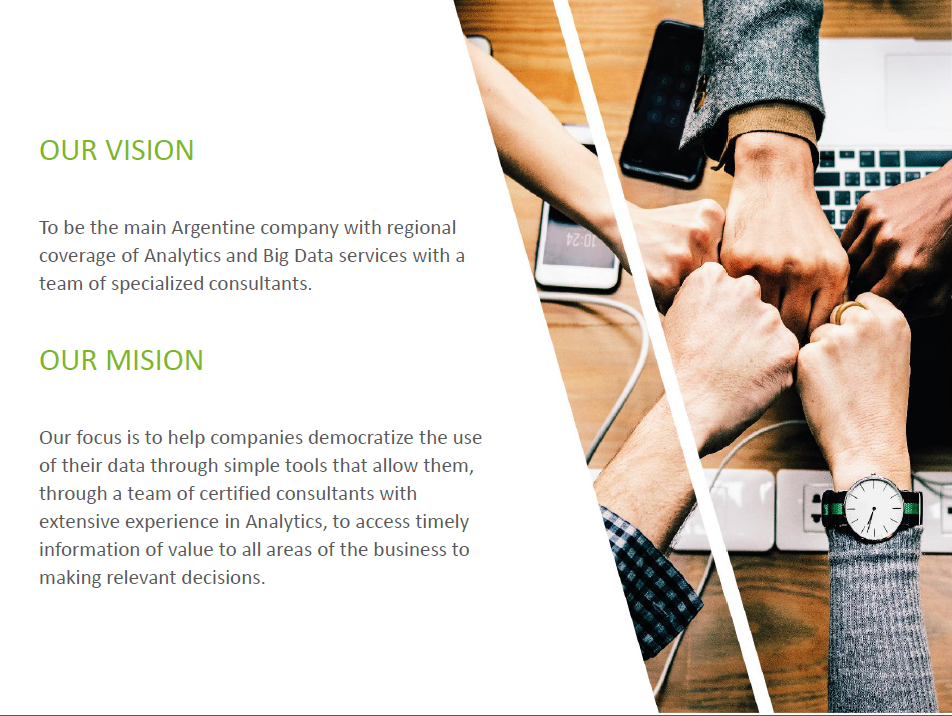 OUR VISION
To be the main Argentine company with regional
coverage of Analytics and Big Data services with a
team of specialized consultants.
OUR MISION
Our focus is to help companies democratize the use
of their data through simple tools that allow them,
through a team of certified consultants with
extensive experience in Analytics, to access timely
information of value to all areas of the business to
making relevant decisions.
10:24